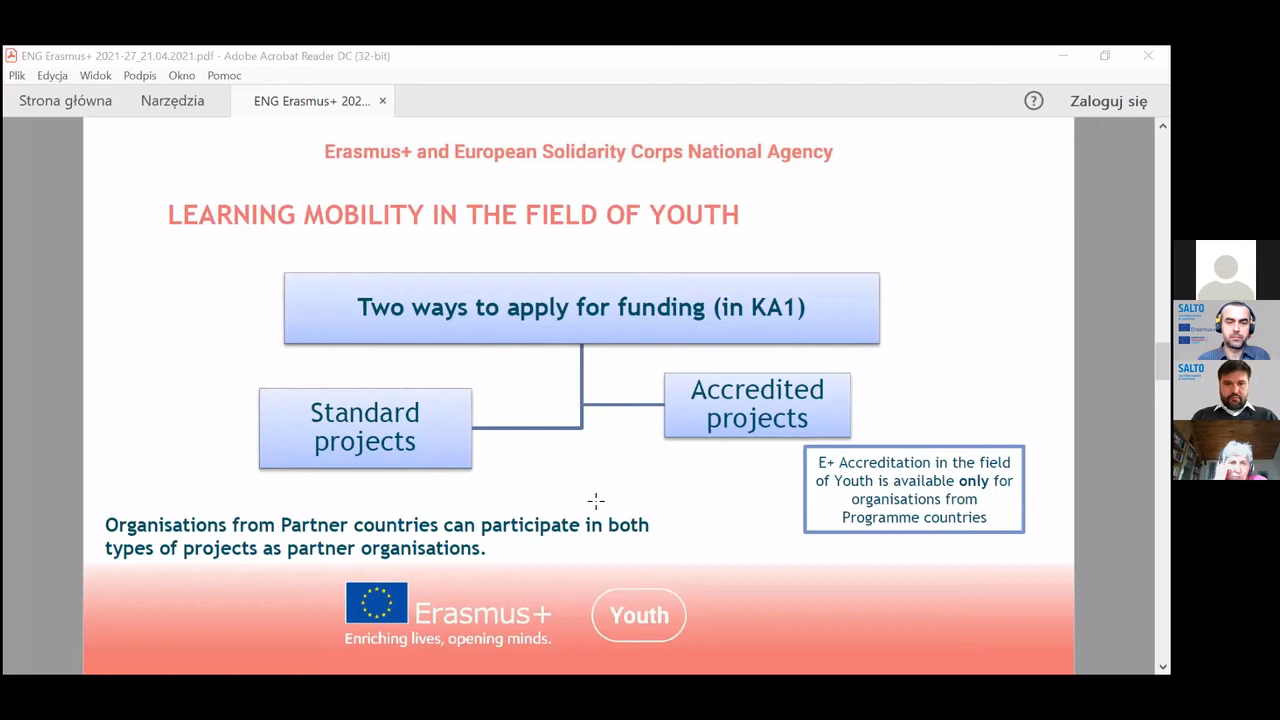 ENG Erasmus+ 2021-27_21.04.2021.pdf - Adobe Acrobat Reader DC (32-bit)
Plik Edycja Widok Podpis Okno Pomoc
Strona główna Narzędzia ENG Erasmus+ 202... × ? Zaloguj się
Erasmus+ and European Solidarity Corps National Agency
LEARNING MOBILITY IN THE FIELD OF YOUTH
Two ways to apply for funding (in KA1)
Standard
projects
Accredited
projects
E+ Accreditation in the field
of Youth is available only for
organisations from
Programme countries
Organisations from Partner countries can participate in both
types of projects as partner organisations.
Erasmus+
Enriching lives, opening minds.
Youth
SALTO
Erasmus+
SALTO